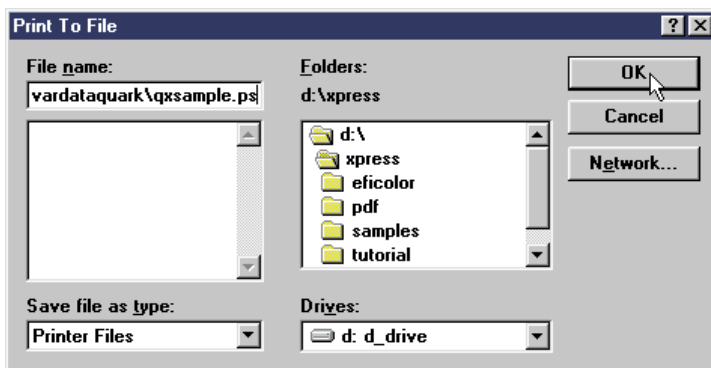 Print To File
File name:
vardataquark\qxsample.ps
Folders:
d:\xpress
d:\
xpress
eficolor
pdf
samples
tutorial
OK
Cancel
Network...
Save file as type:
Printer Files
Drives:
d: d_drive